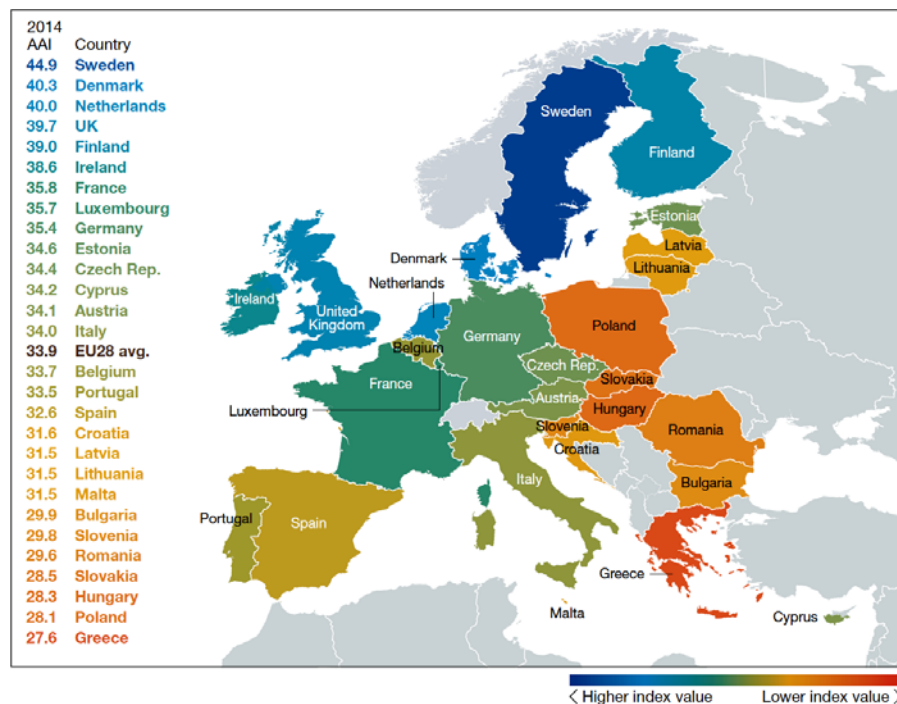 2014
AAI Country
44.9 Sweden
40.3 Denmark
40.0 Netherlands
39.7 UK
39.0 Finland
38.6 Ireland
35.8 France
35.7 Luxembourg
35.4 Germany
34.6 Estonia
34.4 Czech Rep.
34.2 Cyprus
34.1 Austria
34.0 Italy
33.9 EU28 avg.
33.7 Belgium
33.5 Portugal
32.6 Spain
31.6 Croatia
31.5 Latvia
31.5 Lithuania
31.5 Malta
29.9 Bulgaria
29.8 Slovenia
29.6 Romania
28.5 Slovakia
28.3 Hungary
28.1 Poland
27.6 Greece
Sweden
Finland
Estonia
Latvia
Lithuania
Denmark
Netherlands
Ireland
United
Kingdom
Germany
Poland
Belgium
Czech Rep.
France
Slovakia
Austria
Hungary
Luxembourg
Slovenia
Romania
Croatia
Italy
Bulgaria
Portugal
Spain
Greece
Malta
Cyprus
Higher index value
Lower index value